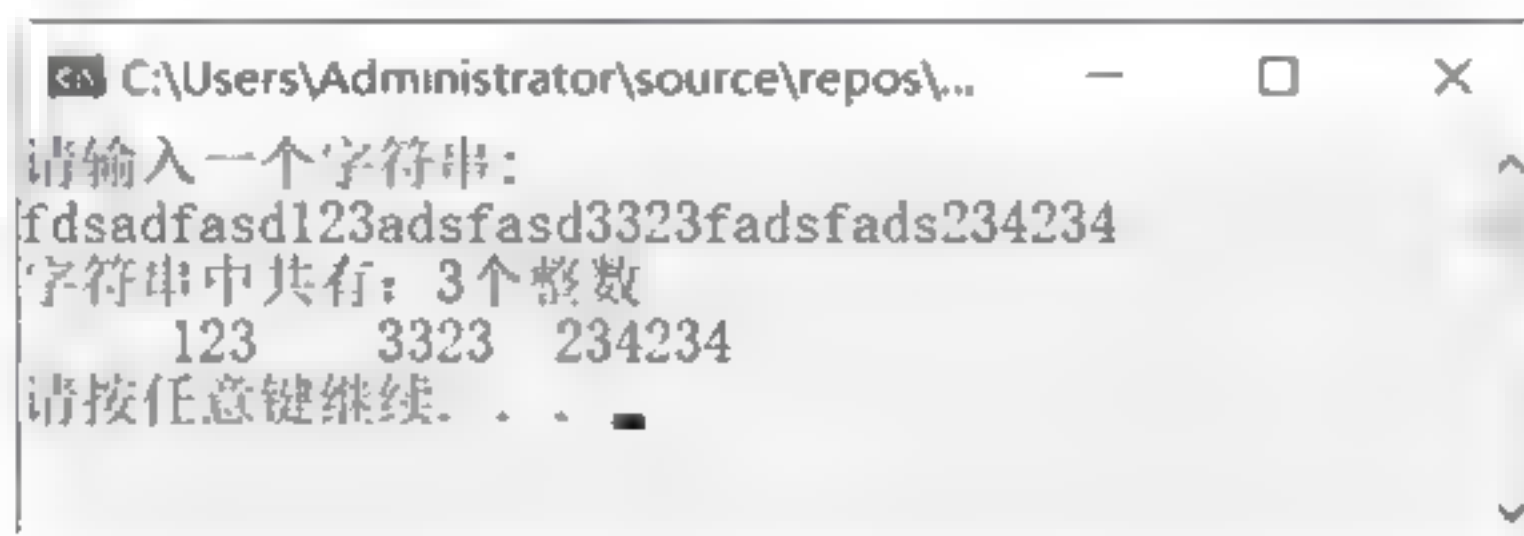 C:\Users\Administrator\source\repos\...
请输入一个字符串:
fdsadfasd123adsfasd3323fadsfads234234
字符串中共有: 3个整数
123 3323 234234
请按任意键继续. . .